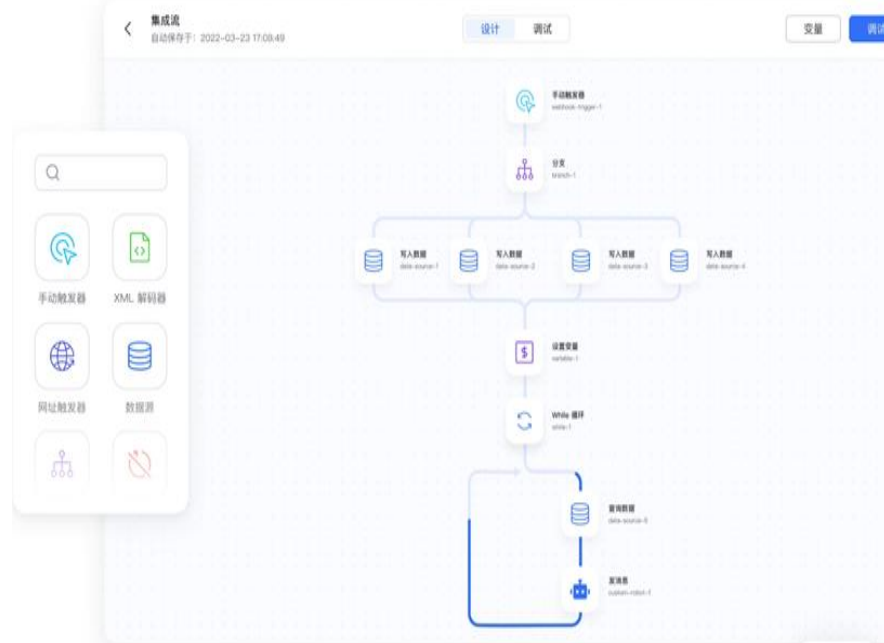 集成流
自动保存于：2022-03-23 17:09:49
设计
调试
变量
调试
手动触发器
webhook-trigger-1
分支
branch-1
写入数据
data-source-1
写入数据
data-source-2
写入数据
data-source-3
写入数据
data-source-4
设置变量
variable-1
While 循环
while-1
查询数据
data-source-5
发消息
custom-robot-1
手动触发器
XML 解码器
网址触发器
数据源